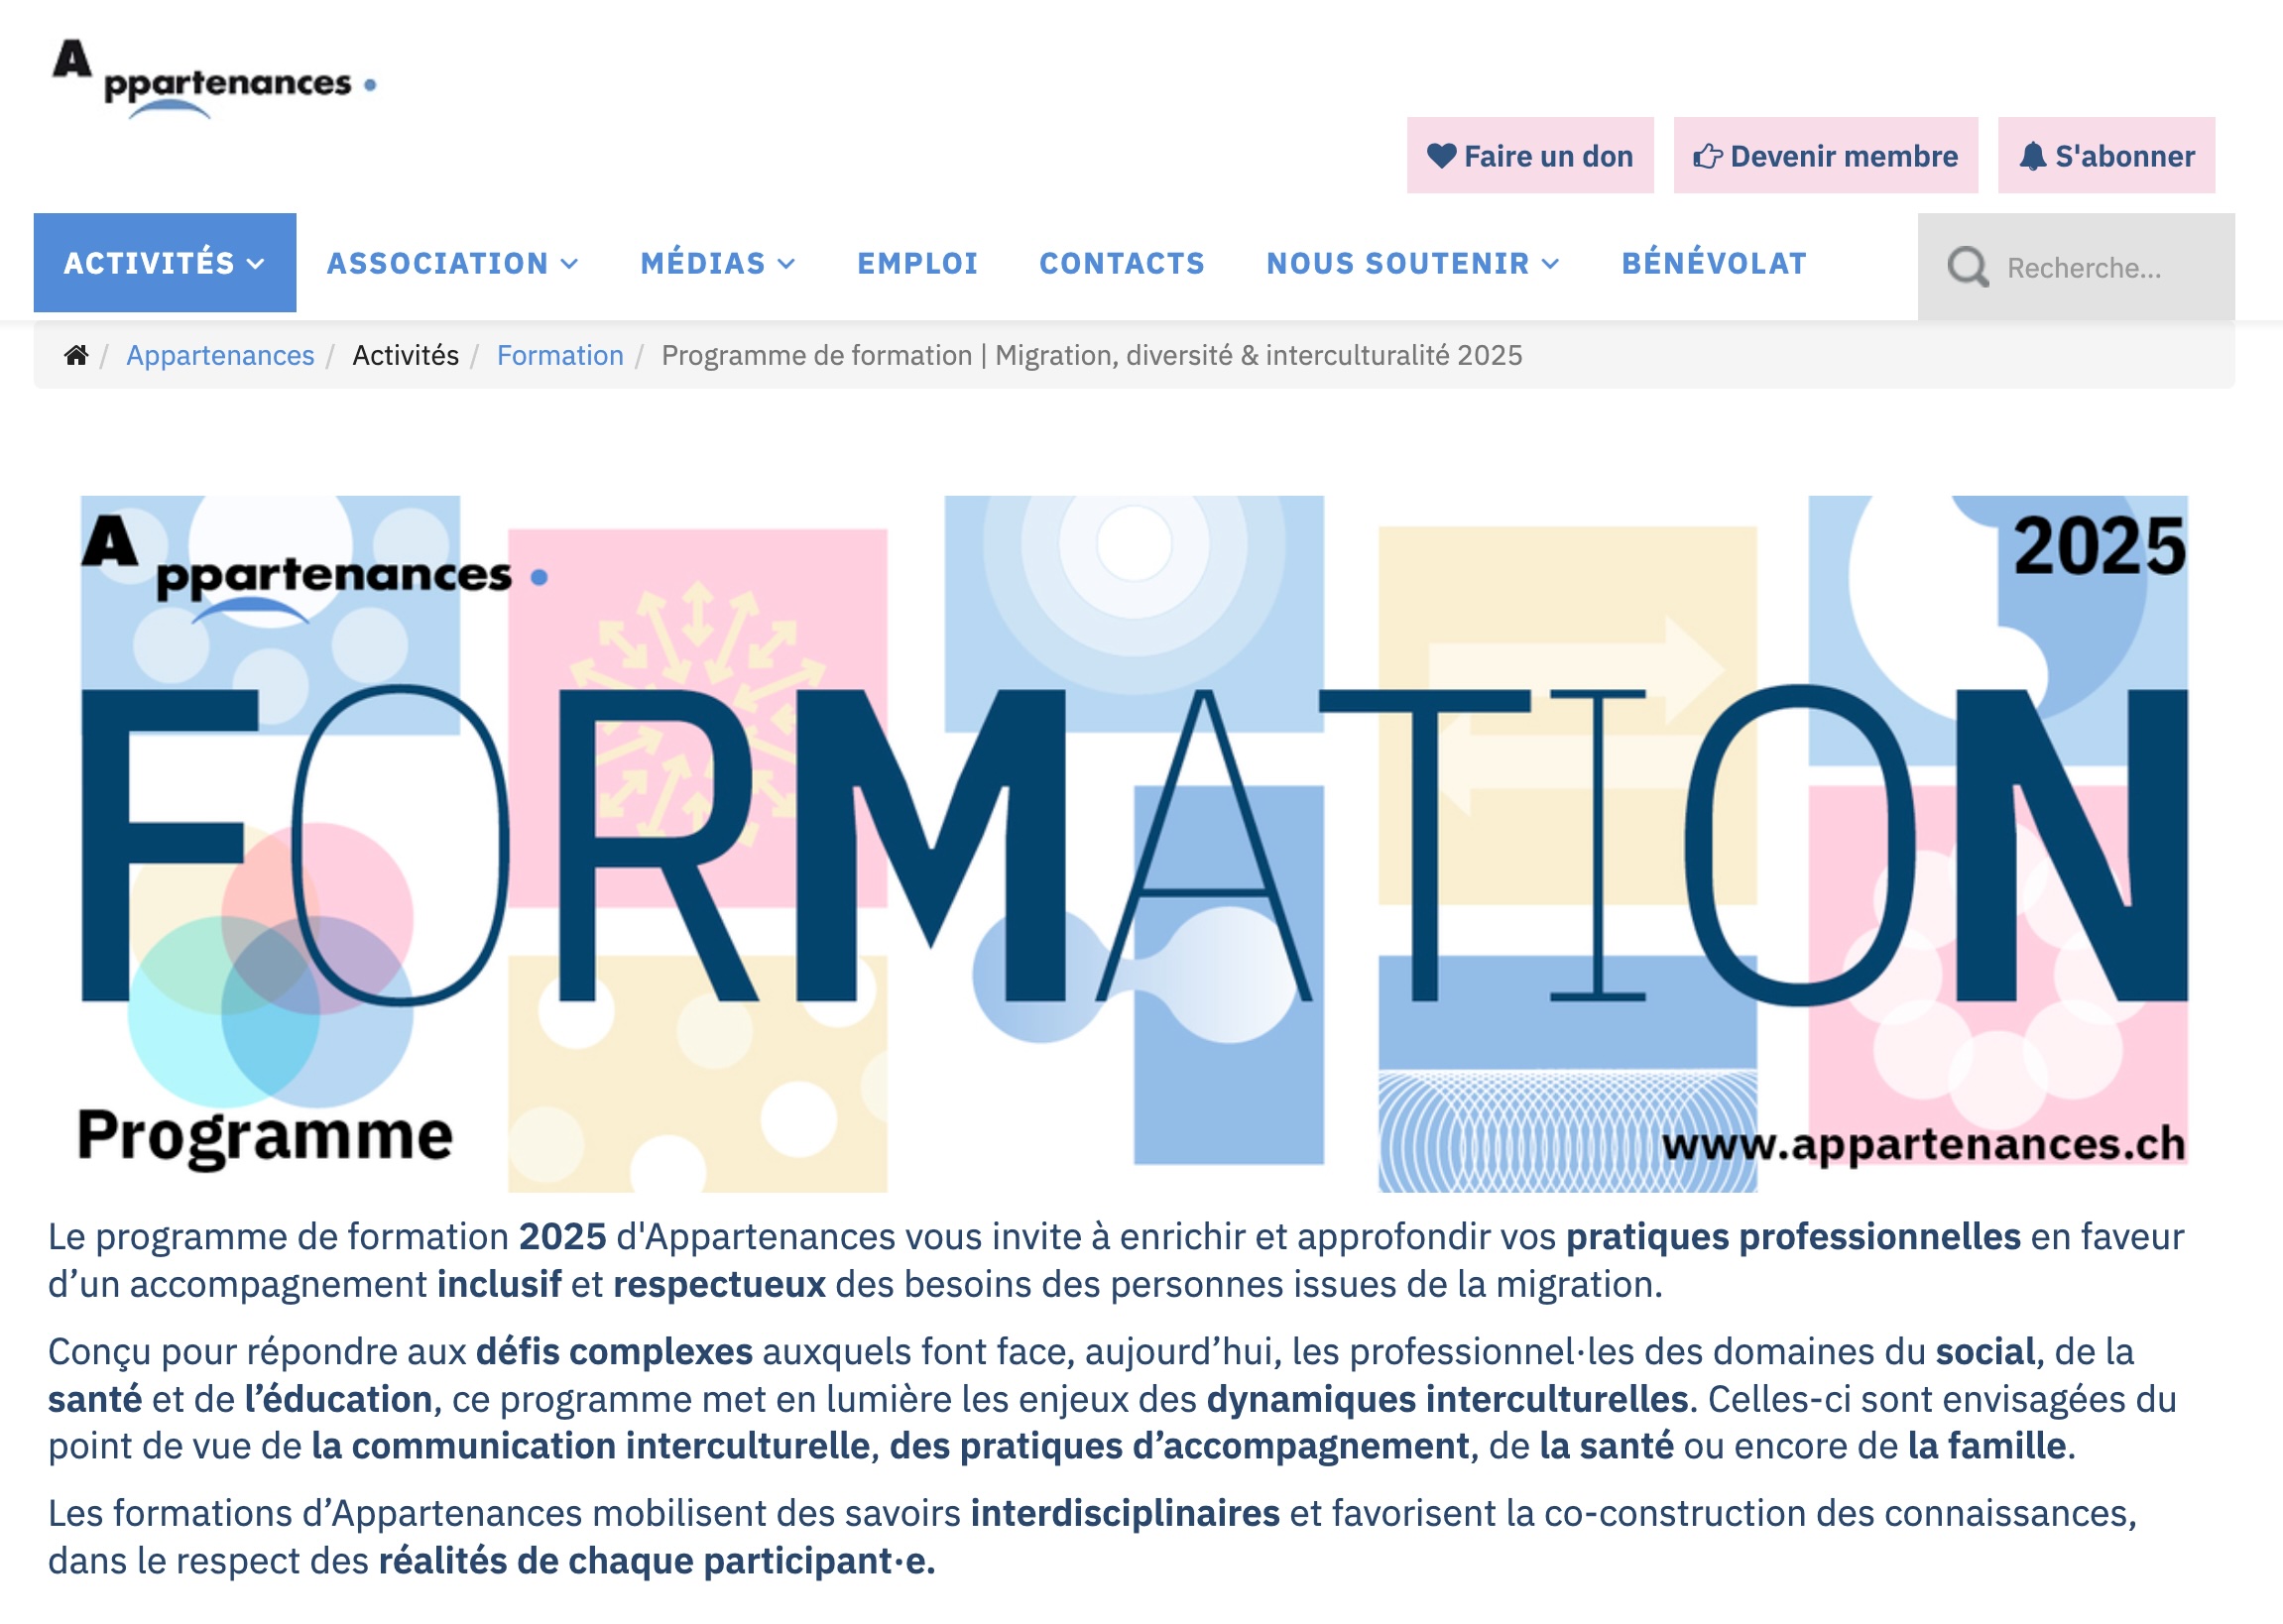 Appartenances
Faire un don
Devenir membre
S'abonner
ACTIVITÉS
ASSOCIATION
MÉDIAS
EMPLOI
CONTACTS
NOUS SOUTENIR
BÉNÉVOLAT
Recherche...
/ Appartenances / Activités / Formation / Programme de formation | Migration, diversité & interculturalité 2025
Appartenances
2025
FORMATION
Programme
www.appartenances.ch
Le programme de formation 2025 d'Appartenances vous invite à enrichir et approfondir vos pratiques professionnelles en faveur
d’un accompagnement inclusif et respectueux des besoins des personnes issues de la migration.
Conçu pour répondre aux défis complexes auxquels font face, aujourd’hui, les professionnel·les des domaines du social, de la
santé et de l’éducation, ce programme met en lumière les enjeux des dynamiques interculturelles. Celles-ci sont envisagées du
point de vue de la communication interculturelle, des pratiques d’accompagnement, de la santé ou encore de la famille.
Les formations d’Appartenances mobilisent des savoirs interdisciplinaires et favorisent la co-construction des connaissances,
dans le respect des réalités de chaque participant·e.